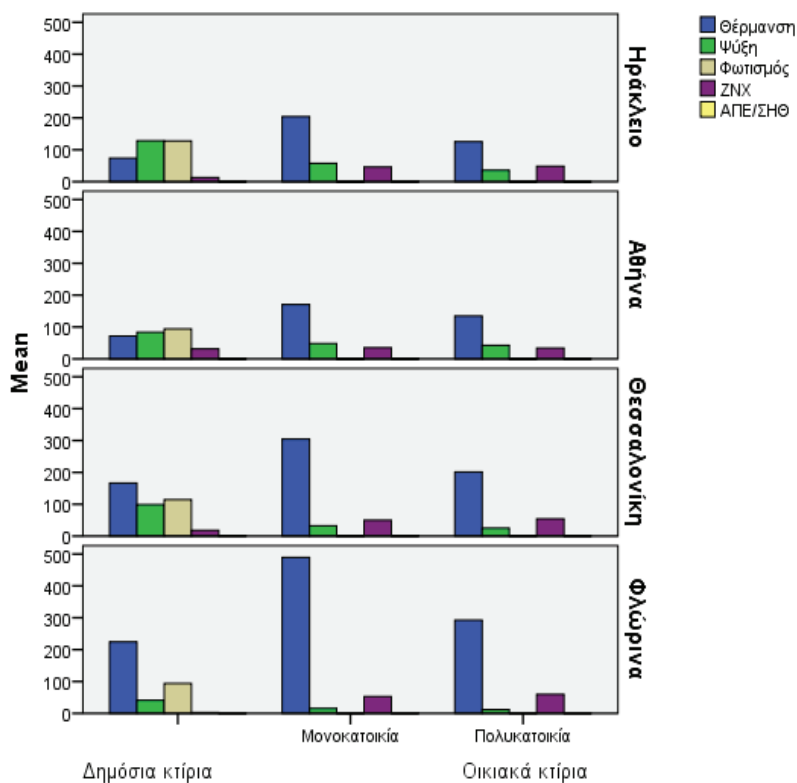 Θέρμανση
Ψύξη
Φωτισμός
ΖΝΧ
ΑΠΕ/ΣΗΘ
Mean
500
400
300
200
100
0
Ηράκλειο
500
400
300
200
100
0
Αθήνα
500
400
300
200
100
0
Θεσσαλονίκη
500
400
300
200
100
0
Φλώρινα
Μονοκατοικία
Πολυκατοικία
Δημόσια κτίρια
Οικιακά κτίρια